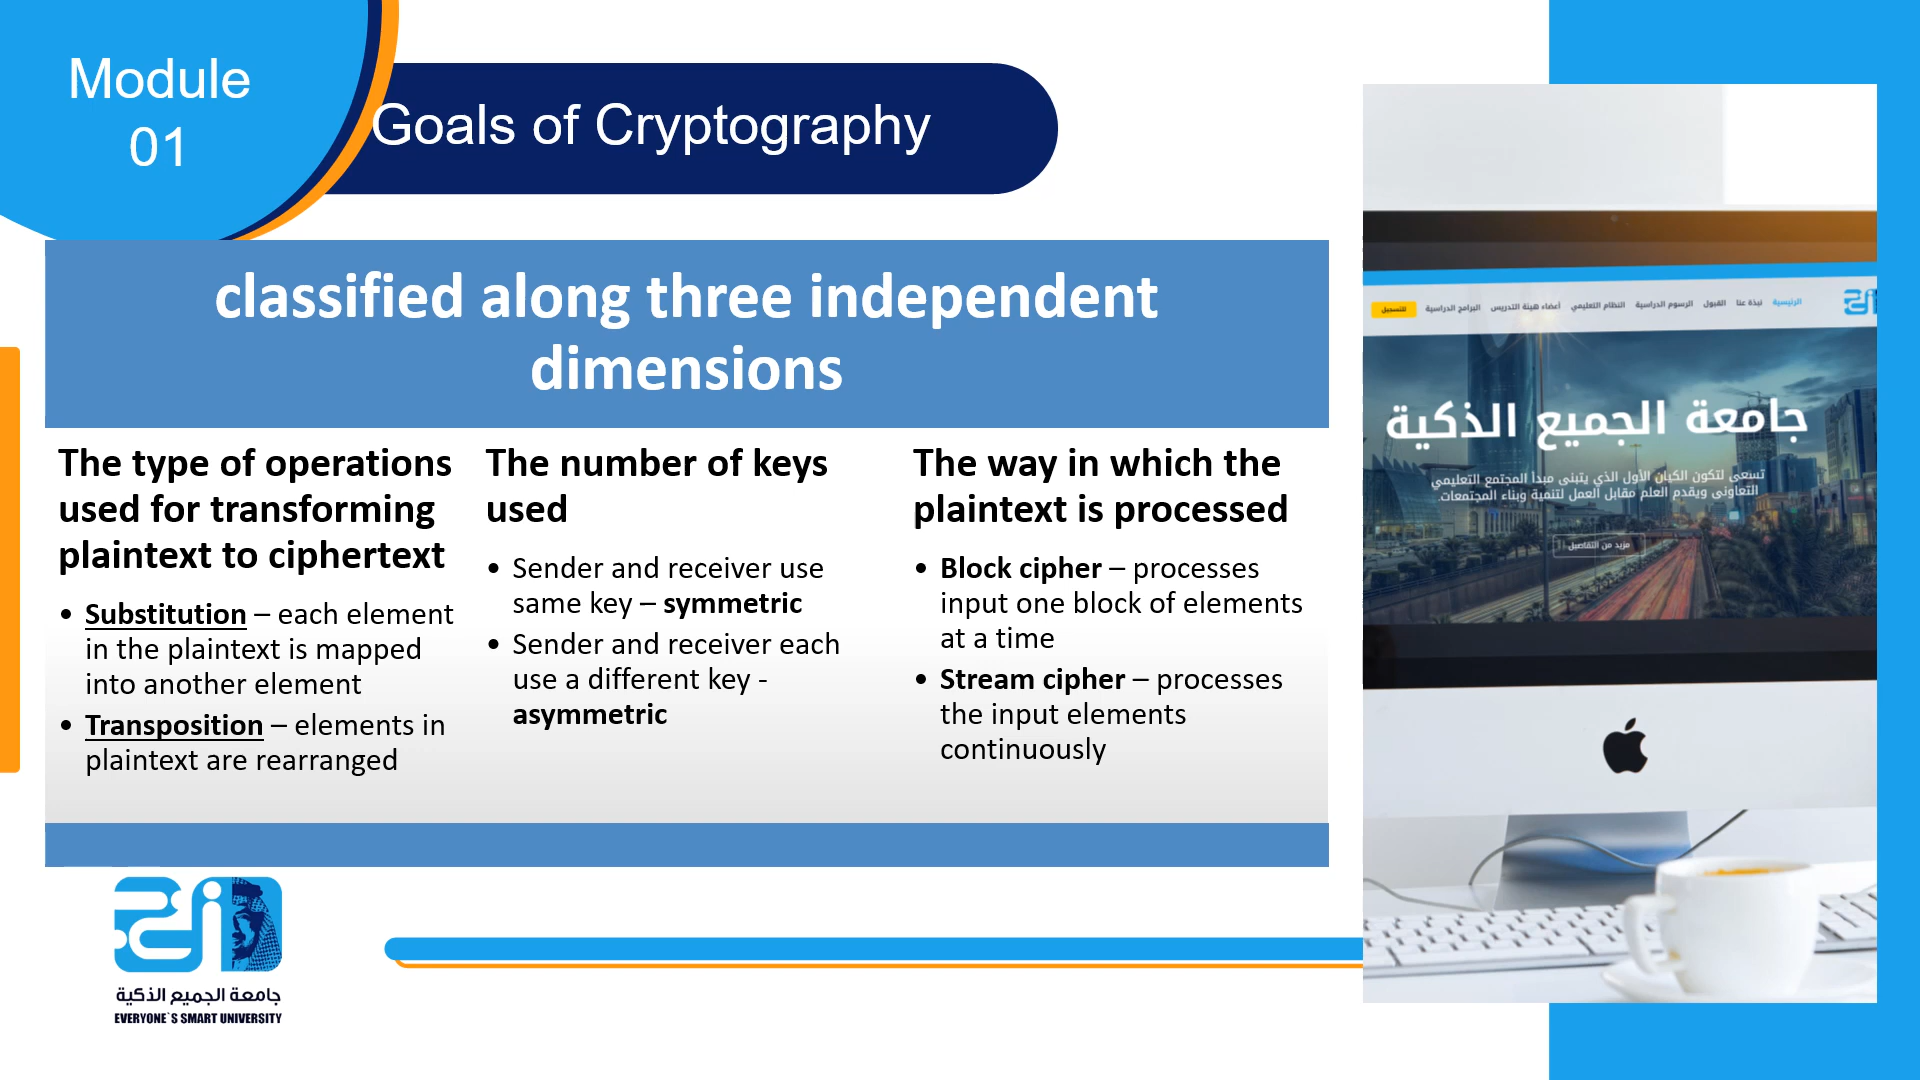 Module
01
Goals of Cryptography
classified along three independent
dimensions
The type of operations
used for transforming
plaintext to ciphertext
• Substitution – each element
in the plaintext is mapped
into another element
• Transposition – elements in
plaintext are rearranged
The number of keys
used
• Sender and receiver use
same key – symmetric
• Sender and receiver each
use a different key -
asymmetric
The way in which the
plaintext is processed
• Block cipher – processes
input one block of elements
at a time
• Stream cipher – processes
the input elements
continuously
الرئيسية نبذة عنا القبول الرسوم الدراسية النظام التعليمي أعضاء هيئة التدريس البرامج الدراسية للتسجيل
جامعة الجميع الذكية
تسعى لتكون الكيان الأول الذي يتبنى مبدأ المجتمع التعليمي
التعاوني ويقدم العلم مقابل العمل لتنمية وبناء المجتمعات.
مزيد من التفاصيل
جامعة الجميع الذكية
EVERYONE`S SMART UNIVERSITY